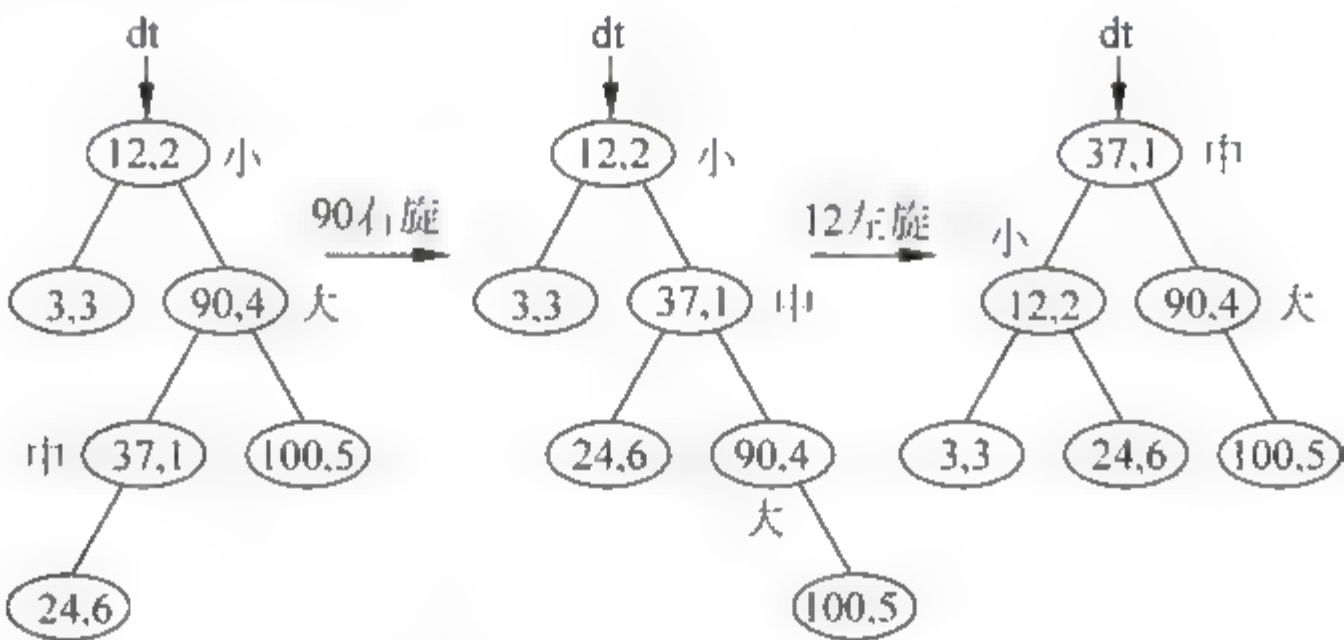 dt dt dt
12,2 小 12,2 小 37,1 中
90右旋 12左旋
小
3,3 90,4 大 3,3 37,1 中 12,2 90,4 大
中 37,1 100,5 24,6 90,4 3,3 24,6 100,5
大
24,6 100,5